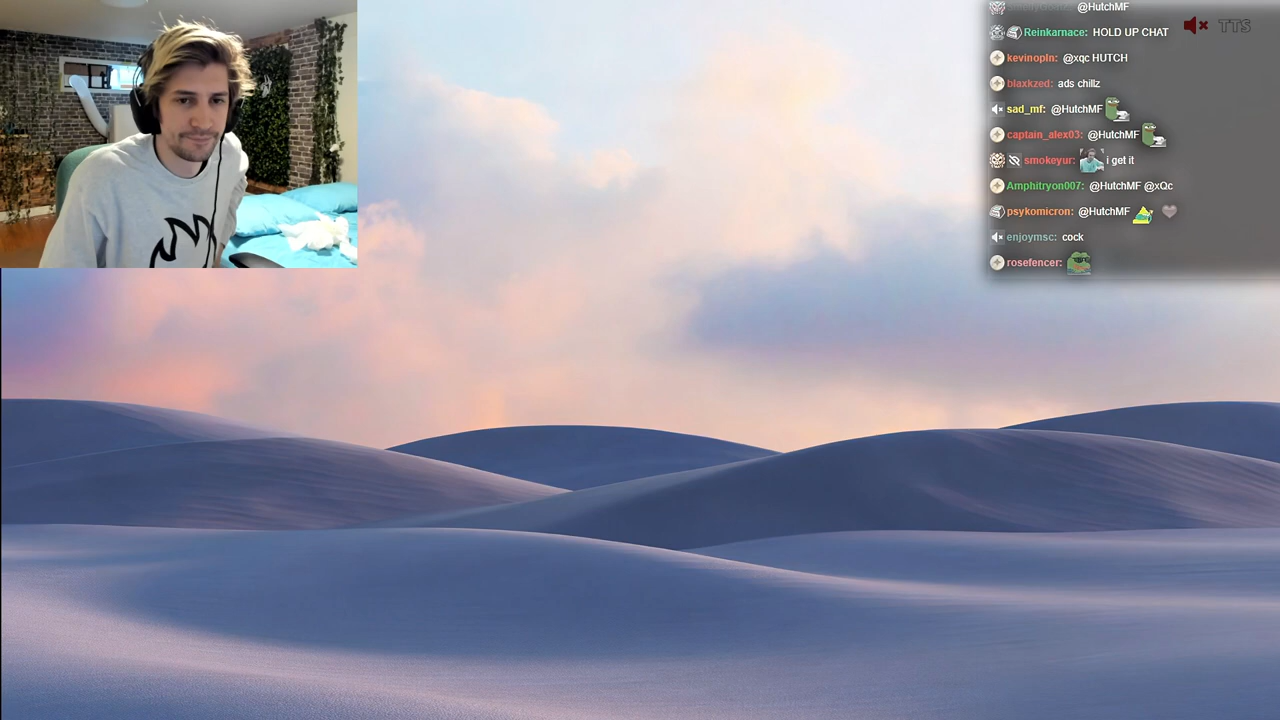 @HutchMF
Reinkarnace: HOLD UP CHAT
TTS
kevinopln: @xqc HUTCH
blaxkzed: ads chillz
sad_mf: @HutchMF
captain_alex03: @HutchMF
smokeyur: i get it
Amphitryon007: @HutchMF @xQc
psykomicron: @HutchMF
enjoymsc: cock
rosefencer: